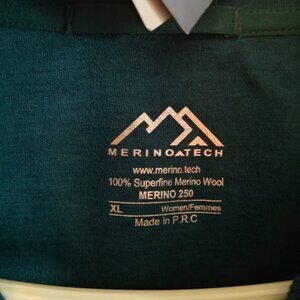 MERINO.TECH
www.merino.tech
100% Superfine Merino Wool
MERINO 250
XL Women/Femmes
Made in P.R.C